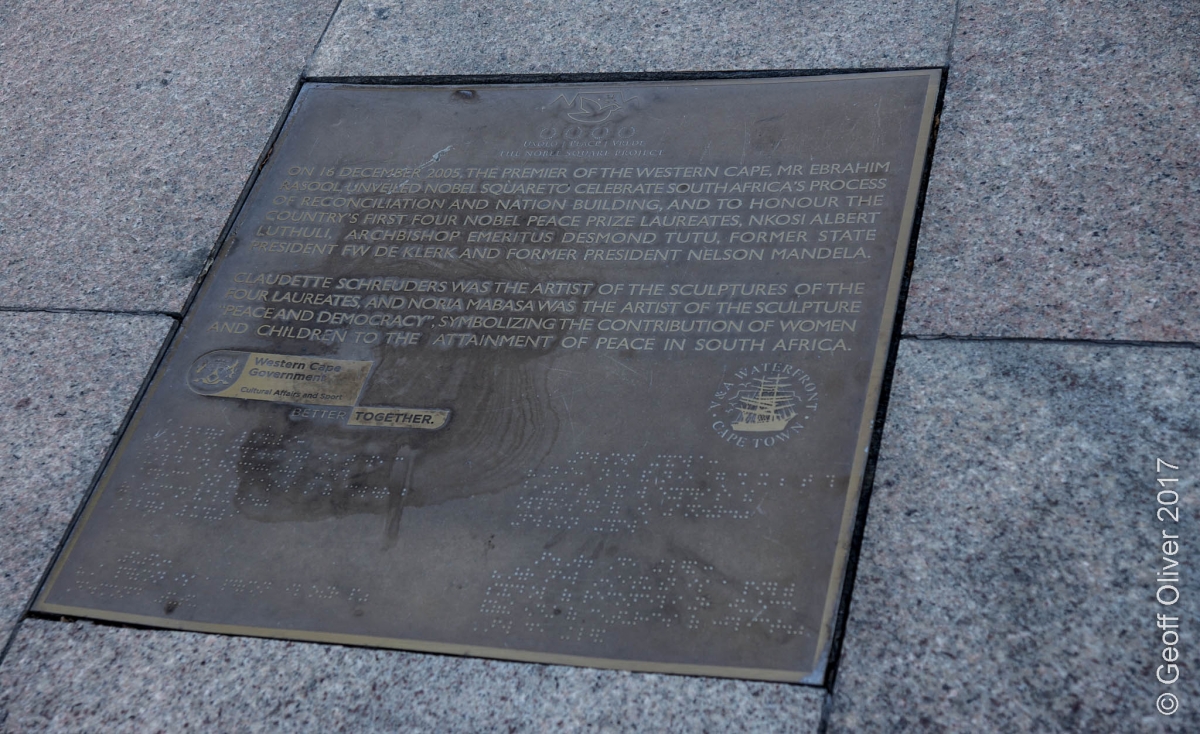 UXOLO | PEACE | VREDE
THE NOBEL SQUARE PROJECT
ON 16 DECEMBER 2005, THE PREMIER OF THE WESTERN CAPE, MR EBRAHIM
RASOOL UNVEILED NOBEL SQUARE TO CELEBRATE SOUTH AFRICA'S PROCESS
OF RECONCILIATION AND NATION BUILDING, AND TO HONOUR THE
COUNTRY'S FIRST FOUR NOBEL PEACE PRIZE LAUREATES, NKOSI ALBERT
LUTHULI, ARCHBISHOP EMERITUS DESMOND TUTU, FORMER STATE
PRESIDENT FW DE KLERK AND FORMER PRESIDENT NELSON MANDELA.
CLAUDETTE SCHREUDERS WAS THE ARTIST OF THE SCULPTURES OF THE
FOUR LAUREATES, AND NORIA MABASA WAS THE ARTIST OF THE SCULPTURE
"PEACE AND DEMOCRACY", SYMBOLIZING THE CONTRIBUTION OF WOMEN
AND CHILDREN TO THE ATTAINMENT OF PEACE IN SOUTH AFRICA.
Western Cape
Government
Cultural Affairs and Sport
BETTER TOGETHER.
V&A WATERFRONT
CAPE TOWN
© Geoff Oliver 2017